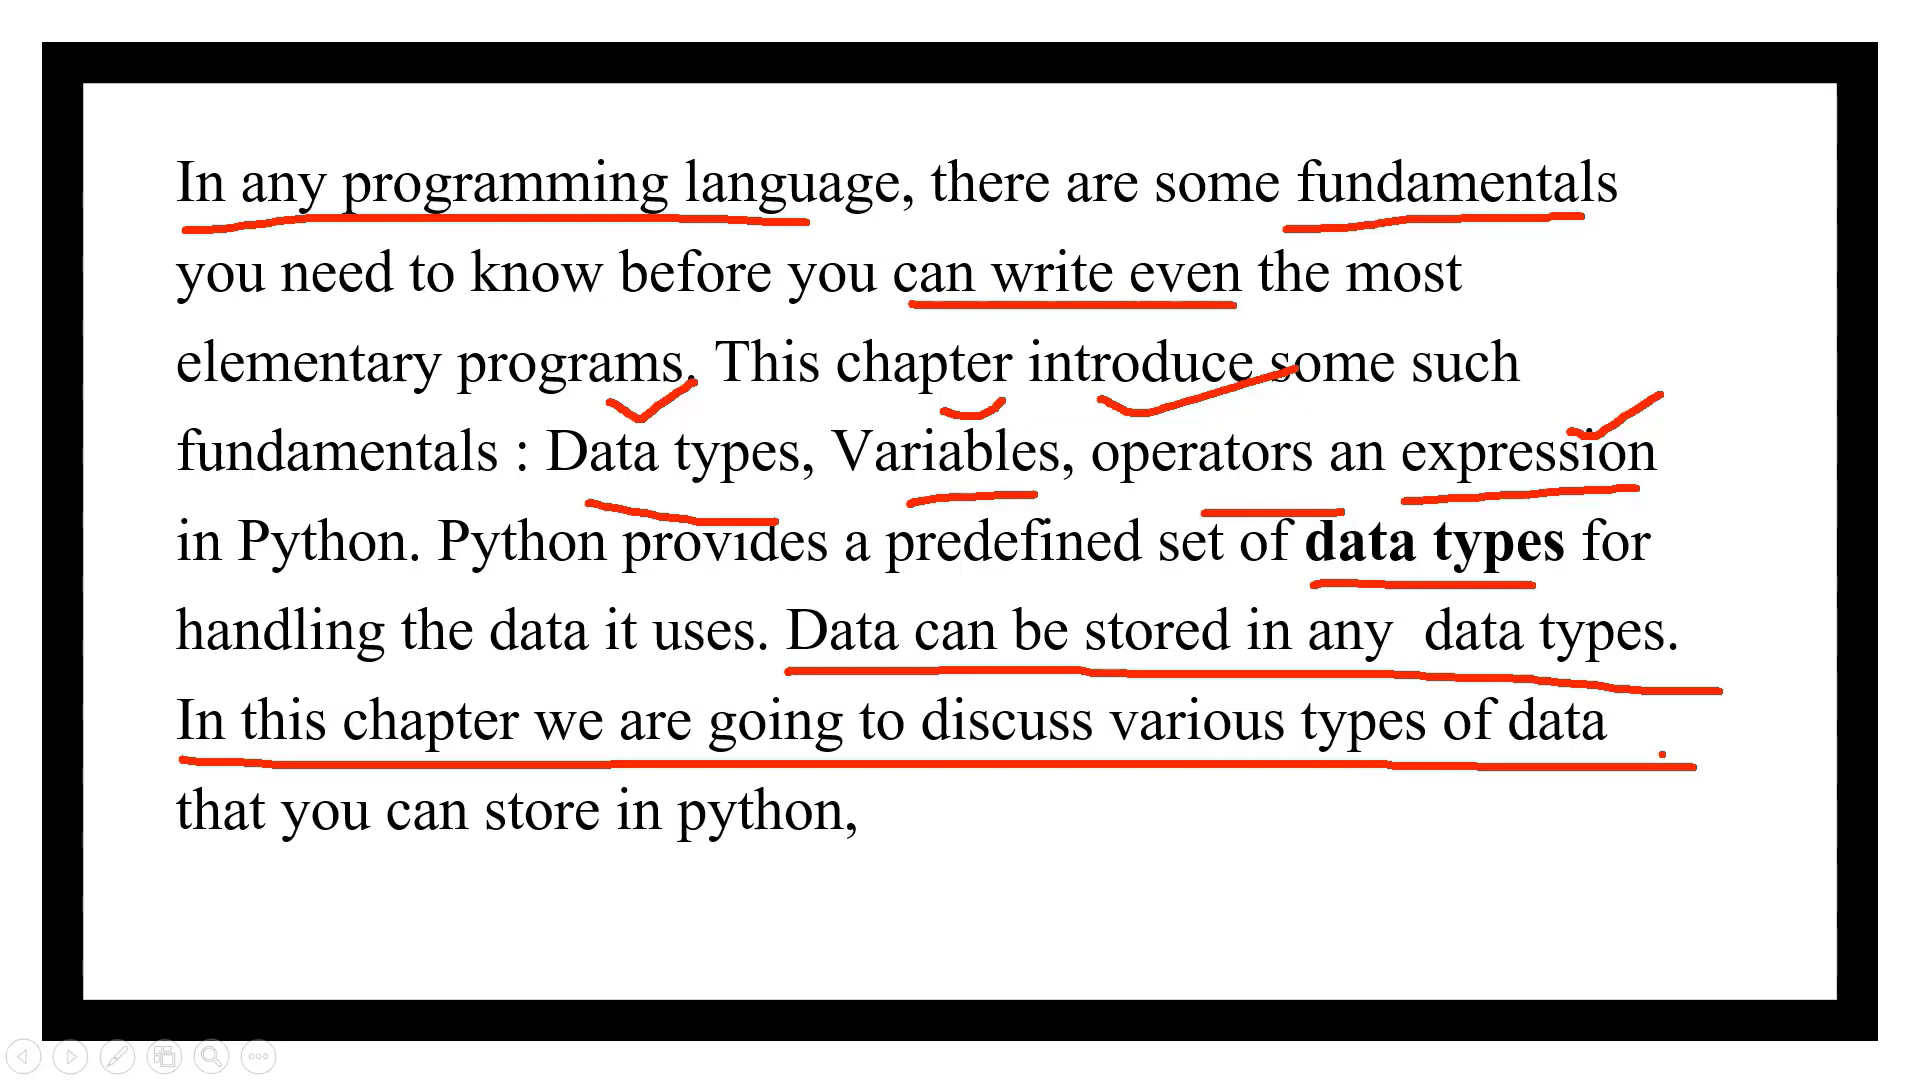 In any programming language, there are some fundamentals
you need to know before you can write even the most
elementary programs. This chapter introduce some such
fundamentals : Data types, Variables, operators an expression
in Python. Python provides a predefined set of data types for
handling the data it uses. Data can be stored in any  data types.
In this chapter we are going to discuss various types of data
that you can store in python,